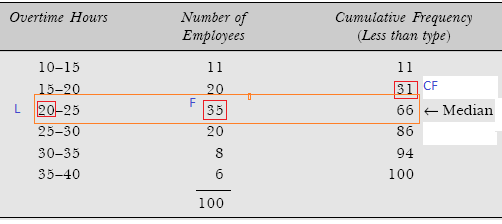 Overtime Hours Number of Employees Cumulative Frequency (Less than type)
10–15 11 11
15–20 20 31 CF
L 20–25 F 35 66 ← Median
25–30 20 86
30–35 8 94
35–40 6 100
100